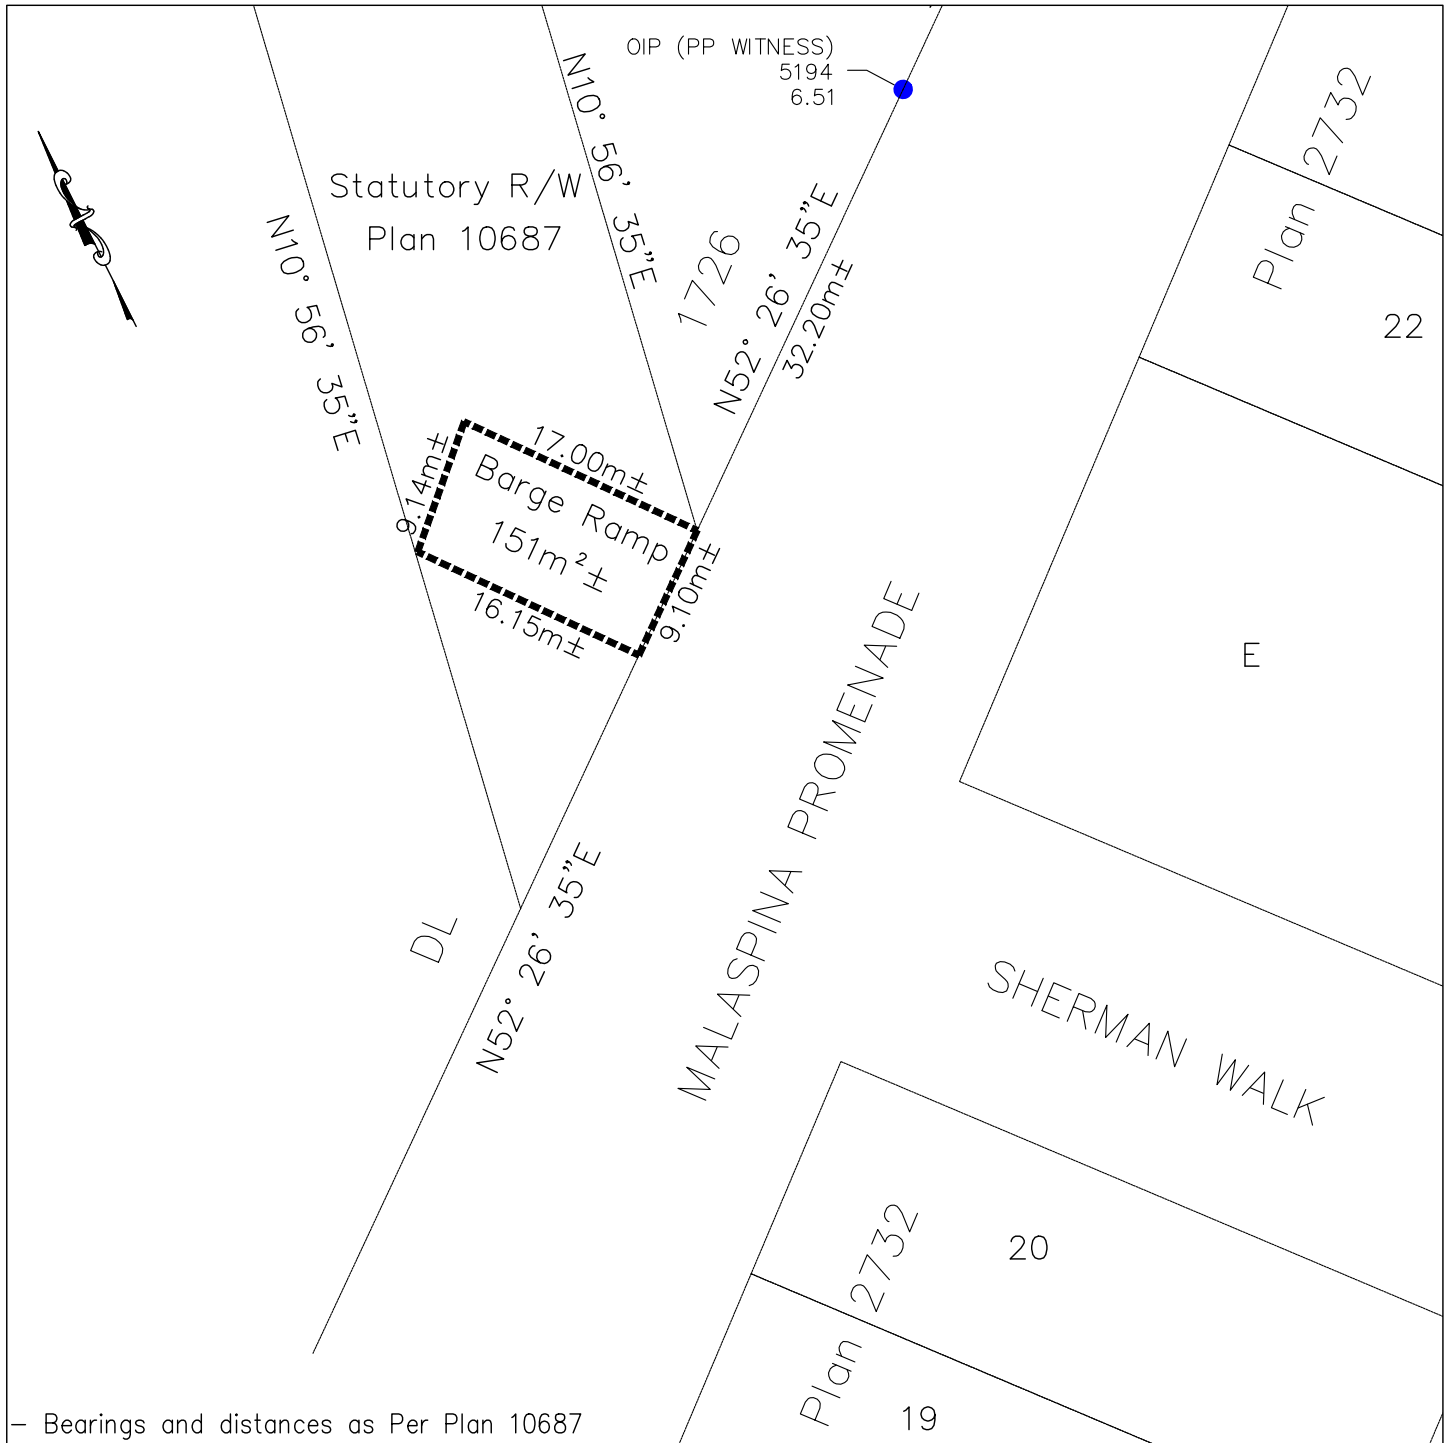 OIP (PP WITNESS)
5194
6.51
N10° 56' 35"E
Plan 2732
Statutory R/W
Plan 10687
N10° 56' 35"E
1726
N52° 26' 35"E
32.20m±
22
17.00m±
9.14m±
Barge Ramp
151m²±
9.10m±
16.15m±
E
MALASPINA PROMENADE
DL
N52° 26' 35"E
SHERMAN WALK
20
Plan 2732
19
– Bearings and distances as Per Plan 10687